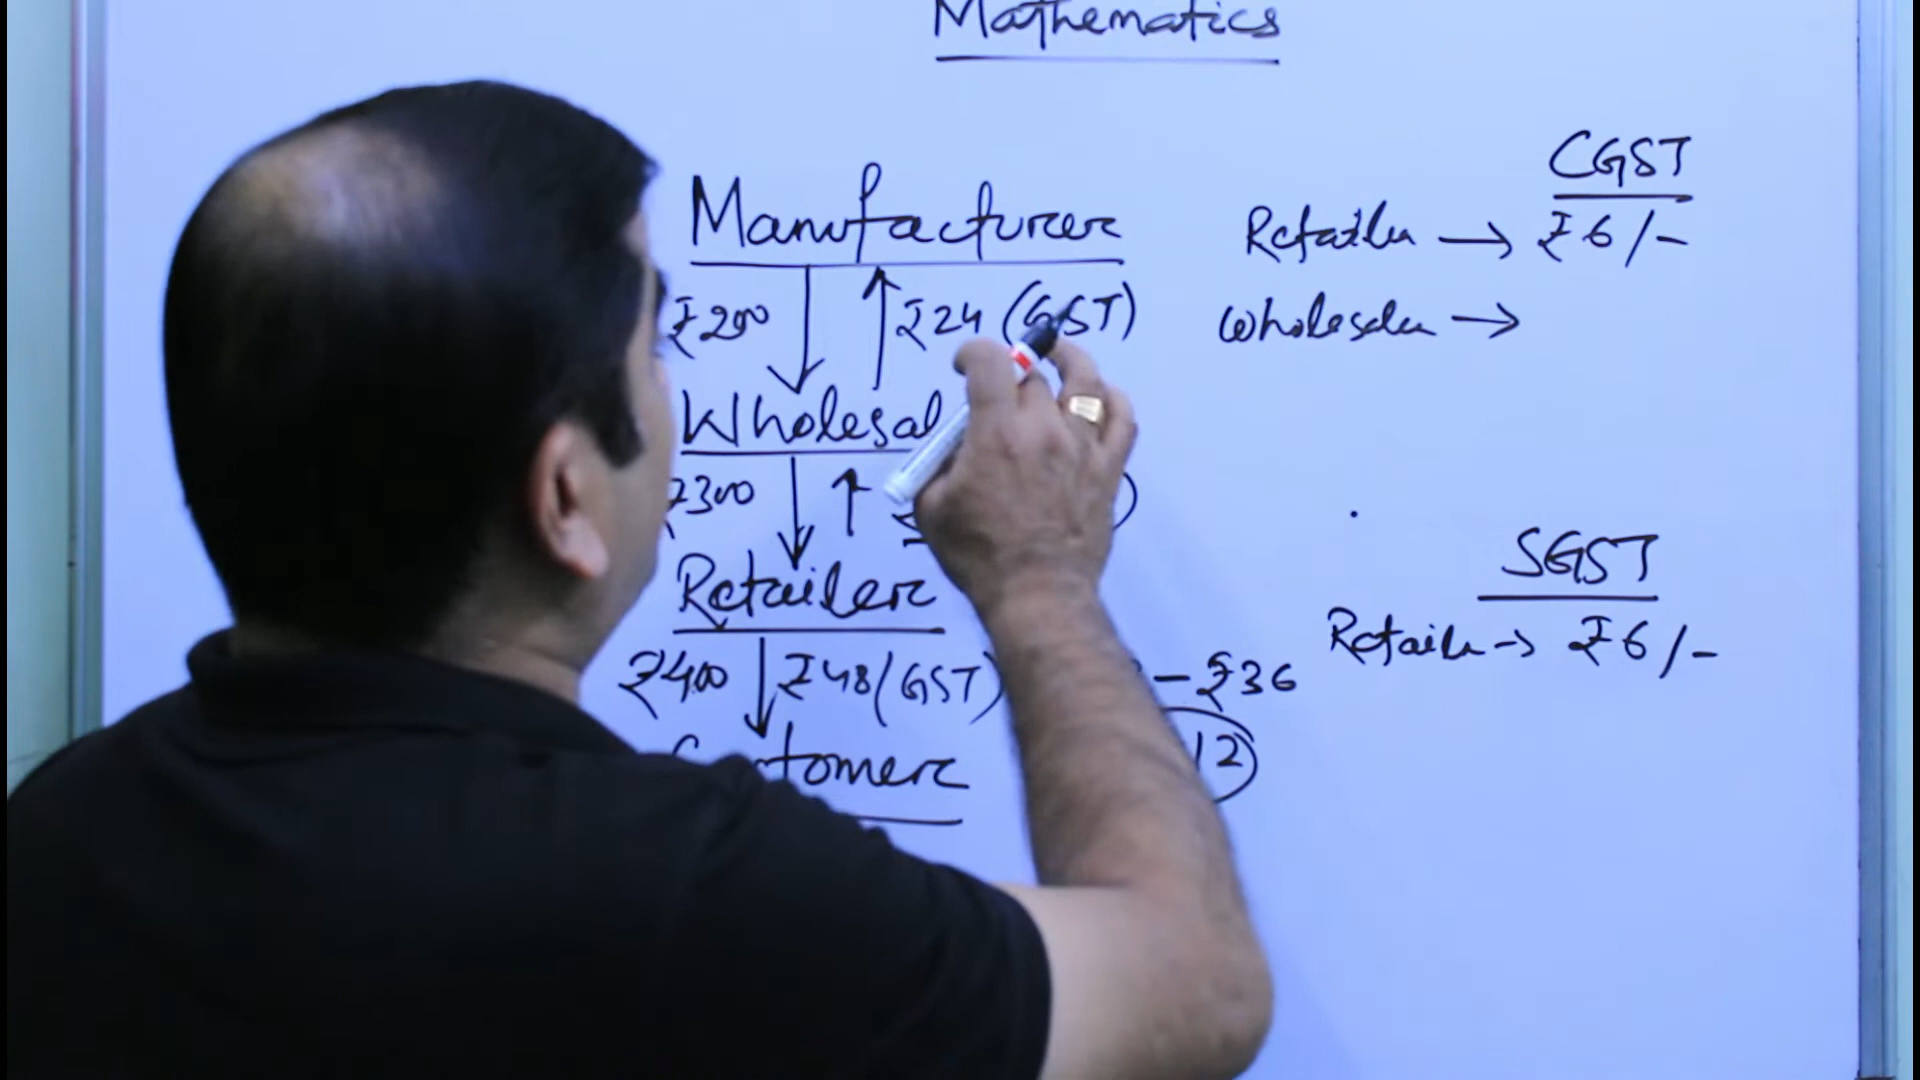 Mathematics
Manufacturer
₹200 ₹24 (GST)
Wholesal
₹300
Retailer
₹400 ₹48 (GST) - ₹36
12
CGST
Retailer → ₹6/-
Wholesaler →
SGST
Retailer → ₹6/-